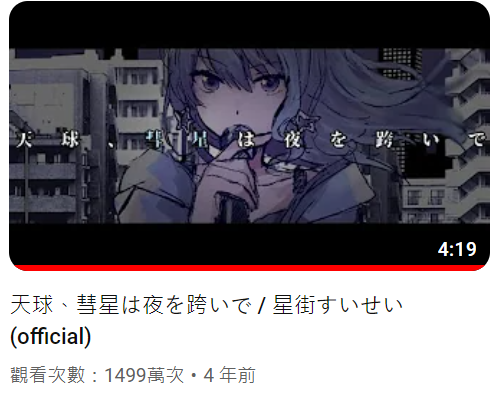 天球、彗星は夜を跨いで
4:19
天球、彗星は夜を跨いで / 星街すいせい
(official)
觀看次數：1499萬次 • 4 年前